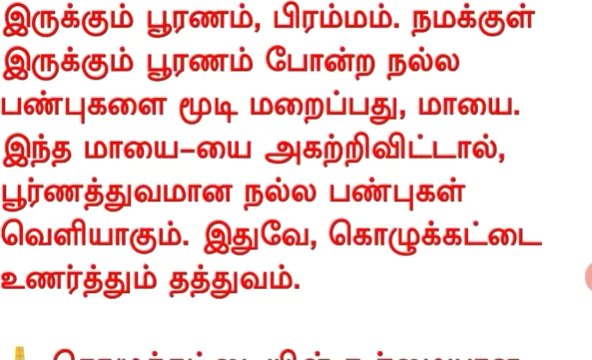 இருக்கும் பூரணம், பிரம்மம். நமக்குள்
இருக்கும் பூரணம் போன்ற நல்ல
பண்புகளை மூடி மறைப்பது, மாயை.
இந்த மாயை-யை அகற்றிவிட்டால்,
பூர்ணத்துவமான நல்ல பண்புகள்
வெளியாகும். இதுவே, கொழுக்கட்டை
உணர்த்தும் தத்துவம்.